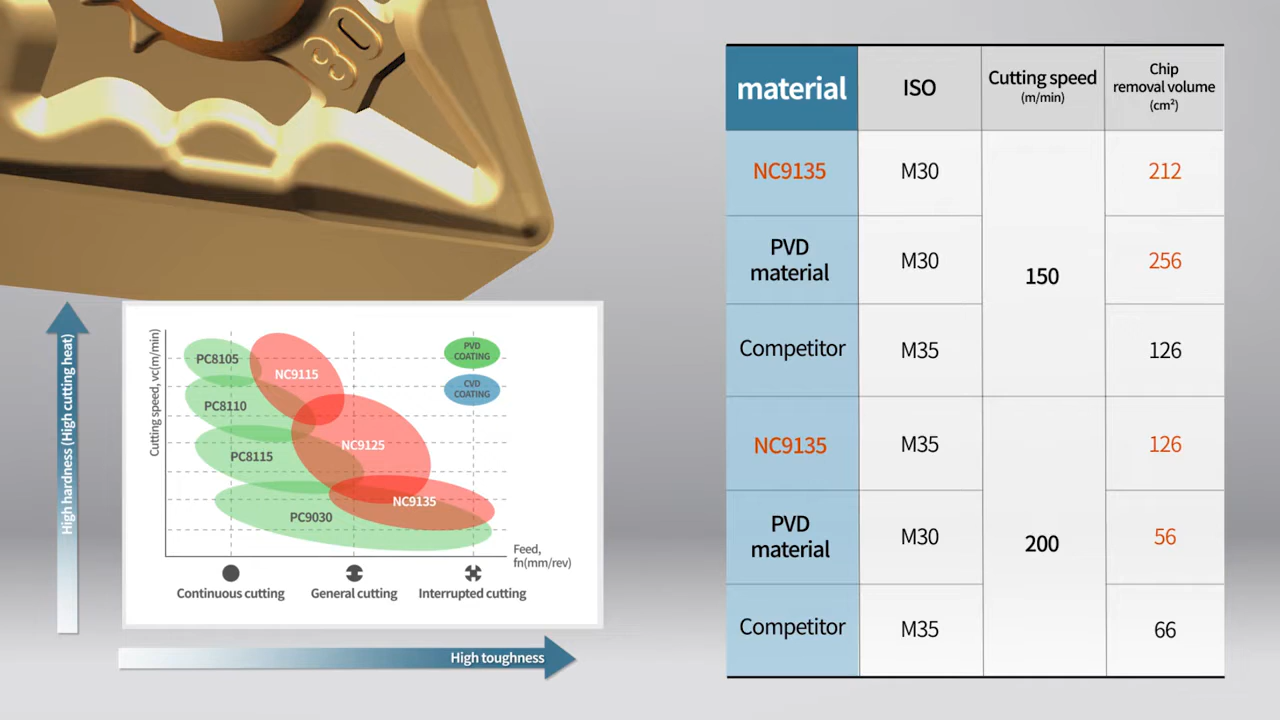 30
material
ISO
Cutting speed
(m/min)
Chip
removal volume
(cm²)
NC9135
M30
212
PVD
material
M30
150
256
Competitor
M35
126
NC9135
M35
126
PVD
material
M30
200
56
Competitor
M35
66
High hardness (High cutting heat)
Cutting speed, vc(m/min)
PC8105
NC9115
PVD
COATING
CVD
COATING
PC8110
NC9125
PC8115
NC9135
PC9030
Feed,
fn(mm/rev)
Continuous cutting
General cutting
Interrupted cutting
High toughness